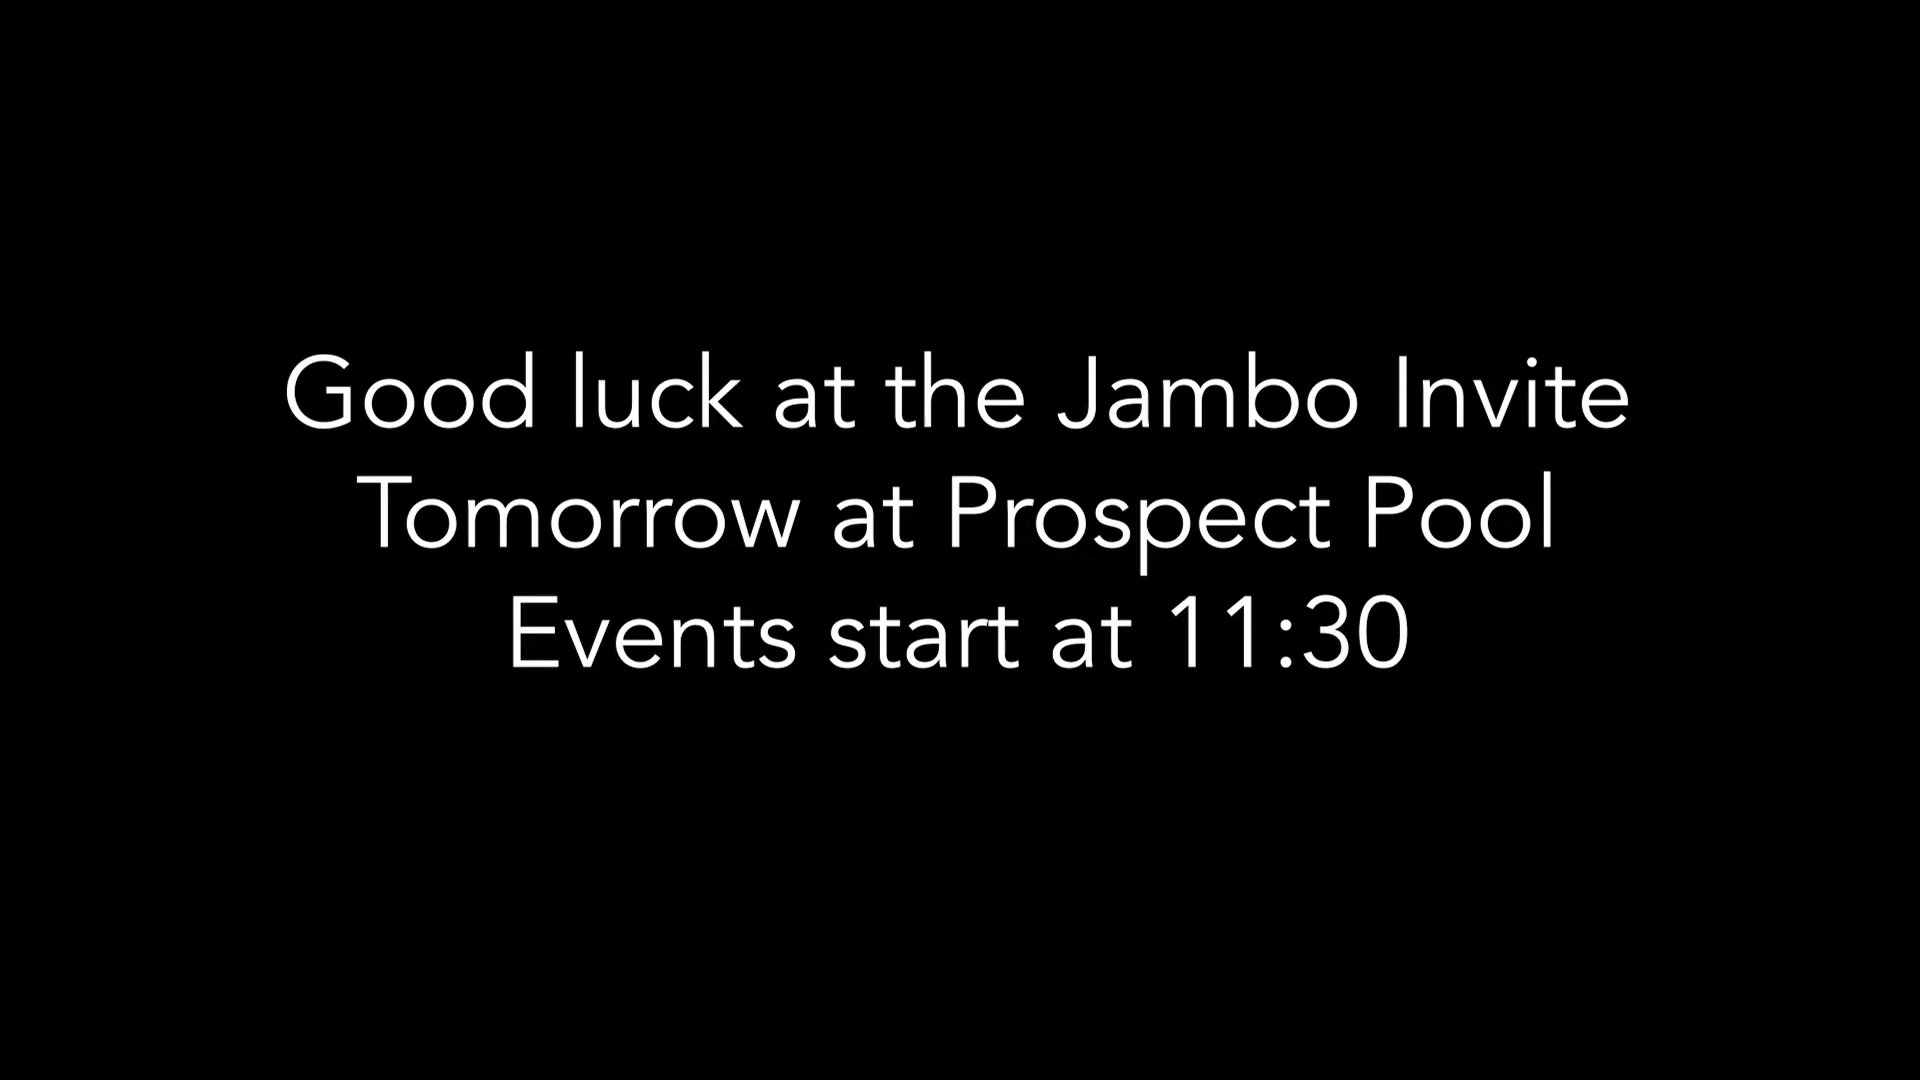 Good luck at the Jambo Invite
Tomorrow at Prospect Pool
Events start at 11:30